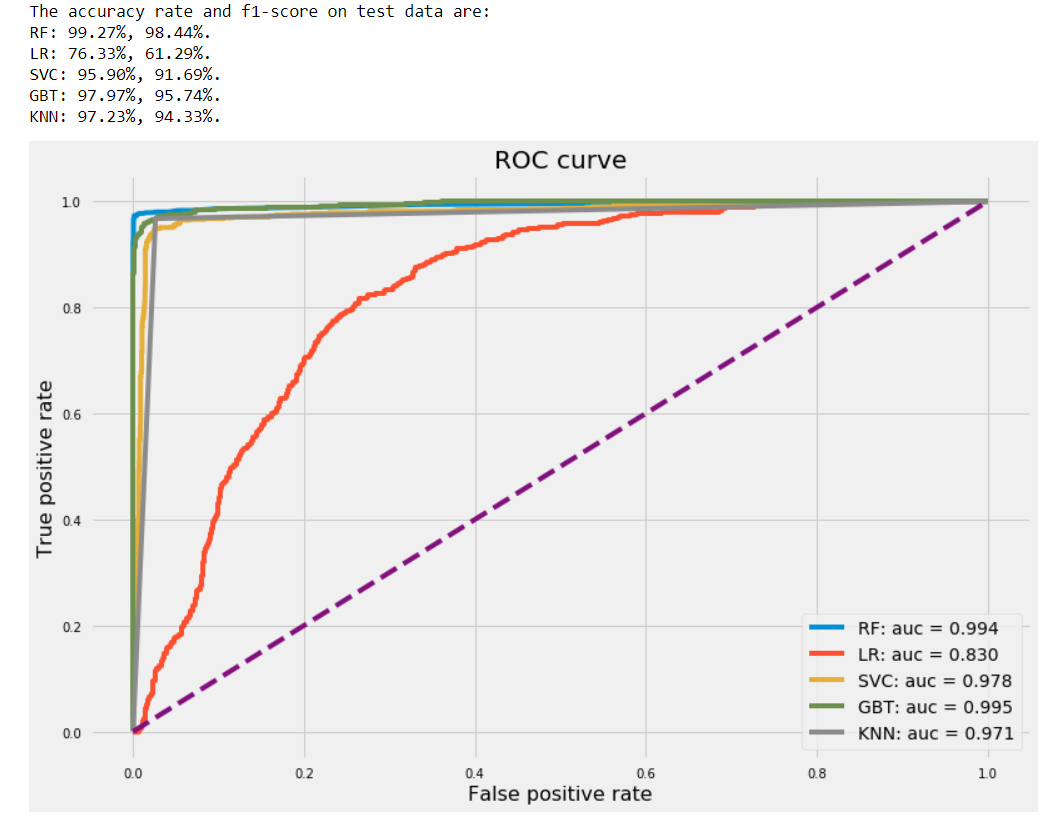 The accuracy rate and f1-score on test data are:
RF: 99.27%, 98.44%.
LR: 76.33%, 61.29%.
SVC: 95.90%, 91.69%.
GBT: 97.97%, 95.74%.
KNN: 97.23%, 94.33%.
ROC curve
1.0
0.8
0.6
0.4
0.2
0.0
True positive rate
RF: auc = 0.994
LR: auc = 0.830
SVC: auc = 0.978
GBT: auc = 0.995
KNN: auc = 0.971
0.0 0.2 0.4 0.6 0.8 1.0
False positive rate